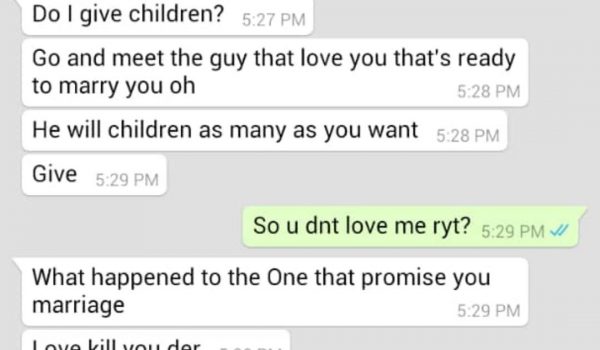 Do I give children? 5:27 PM
Go and meet the guy that love you that's ready
to marry you oh 5:28 PM
He will children as many as you want 5:28 PM
Give 5:29 PM
So u dnt love me ryt? 5:29 PM
What happened to the One that promise you
marriage 5:29 PM
Love kill you der